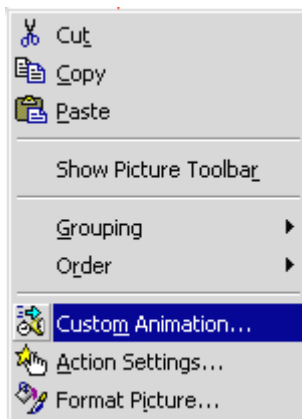 Cut
Copy
Paste
Show Picture Toolbar
Grouping
Order
Custom Animation...
Action Settings...
Format Picture...